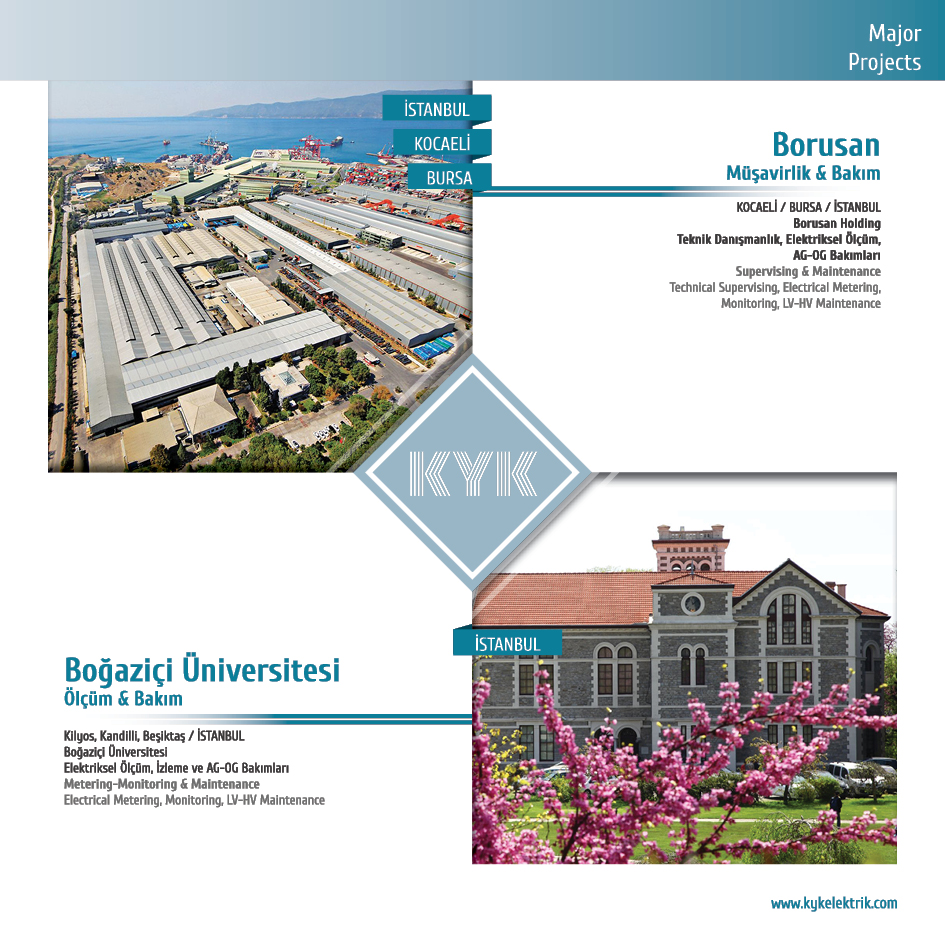 Major
Projects
İSTANBUL
KOCAELİ
BURSA
Borusan
Müşavirlik & Bakım
KOCAELİ / BURSA / İSTANBUL
Borusan Holding
Teknik Danışmanlık, Elektriksel Ölçüm,
AG-OG Bakımları
Supervising & Maintenance
Technical Supervising, Electrical Metering,
Monitoring, LV-HV Maintenance
KYK
İSTANBUL
Boğaziçi Üniversitesi
Ölçüm & Bakım
Kilyos, Kandilli, Beşiktaş / İSTANBUL
Boğaziçi Üniversitesi
Elektriksel Ölçüm, İzleme ve AG-OG Bakımları
Metering-Monitoring & Maintenance
Electrical Metering, Monitoring, LV-HV Maintenance
www.kykelektrik.com